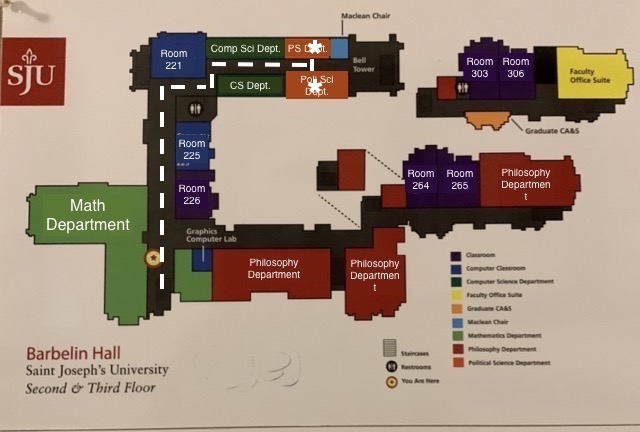 Maclean Chair
SJU
Room
221
Comp Sci Dept.
PS Dept.
Bell
Tower
CS Dept.
Poli Sci
Dept.
Room
303
Room
306
Faculty
Office Suite
Graduate CA&S
Room
225
Room
226
Math
Department
Graphics
Computer Lab
Philosophy
Department
Philosophy
Departmen
t
Room
264
Room
265
Philosophy
Departmen
t
Classroom
Computer Classroom
Computer Science Department
Faculty Office Suite
Graduate CA&S
Maclean Chair
Mathematics Department
Philosophy Department
Political Science Department
Staircases
Restrooms
You Are Here
Barbelin Hall
Saint Joseph's University
Second & Third Floor